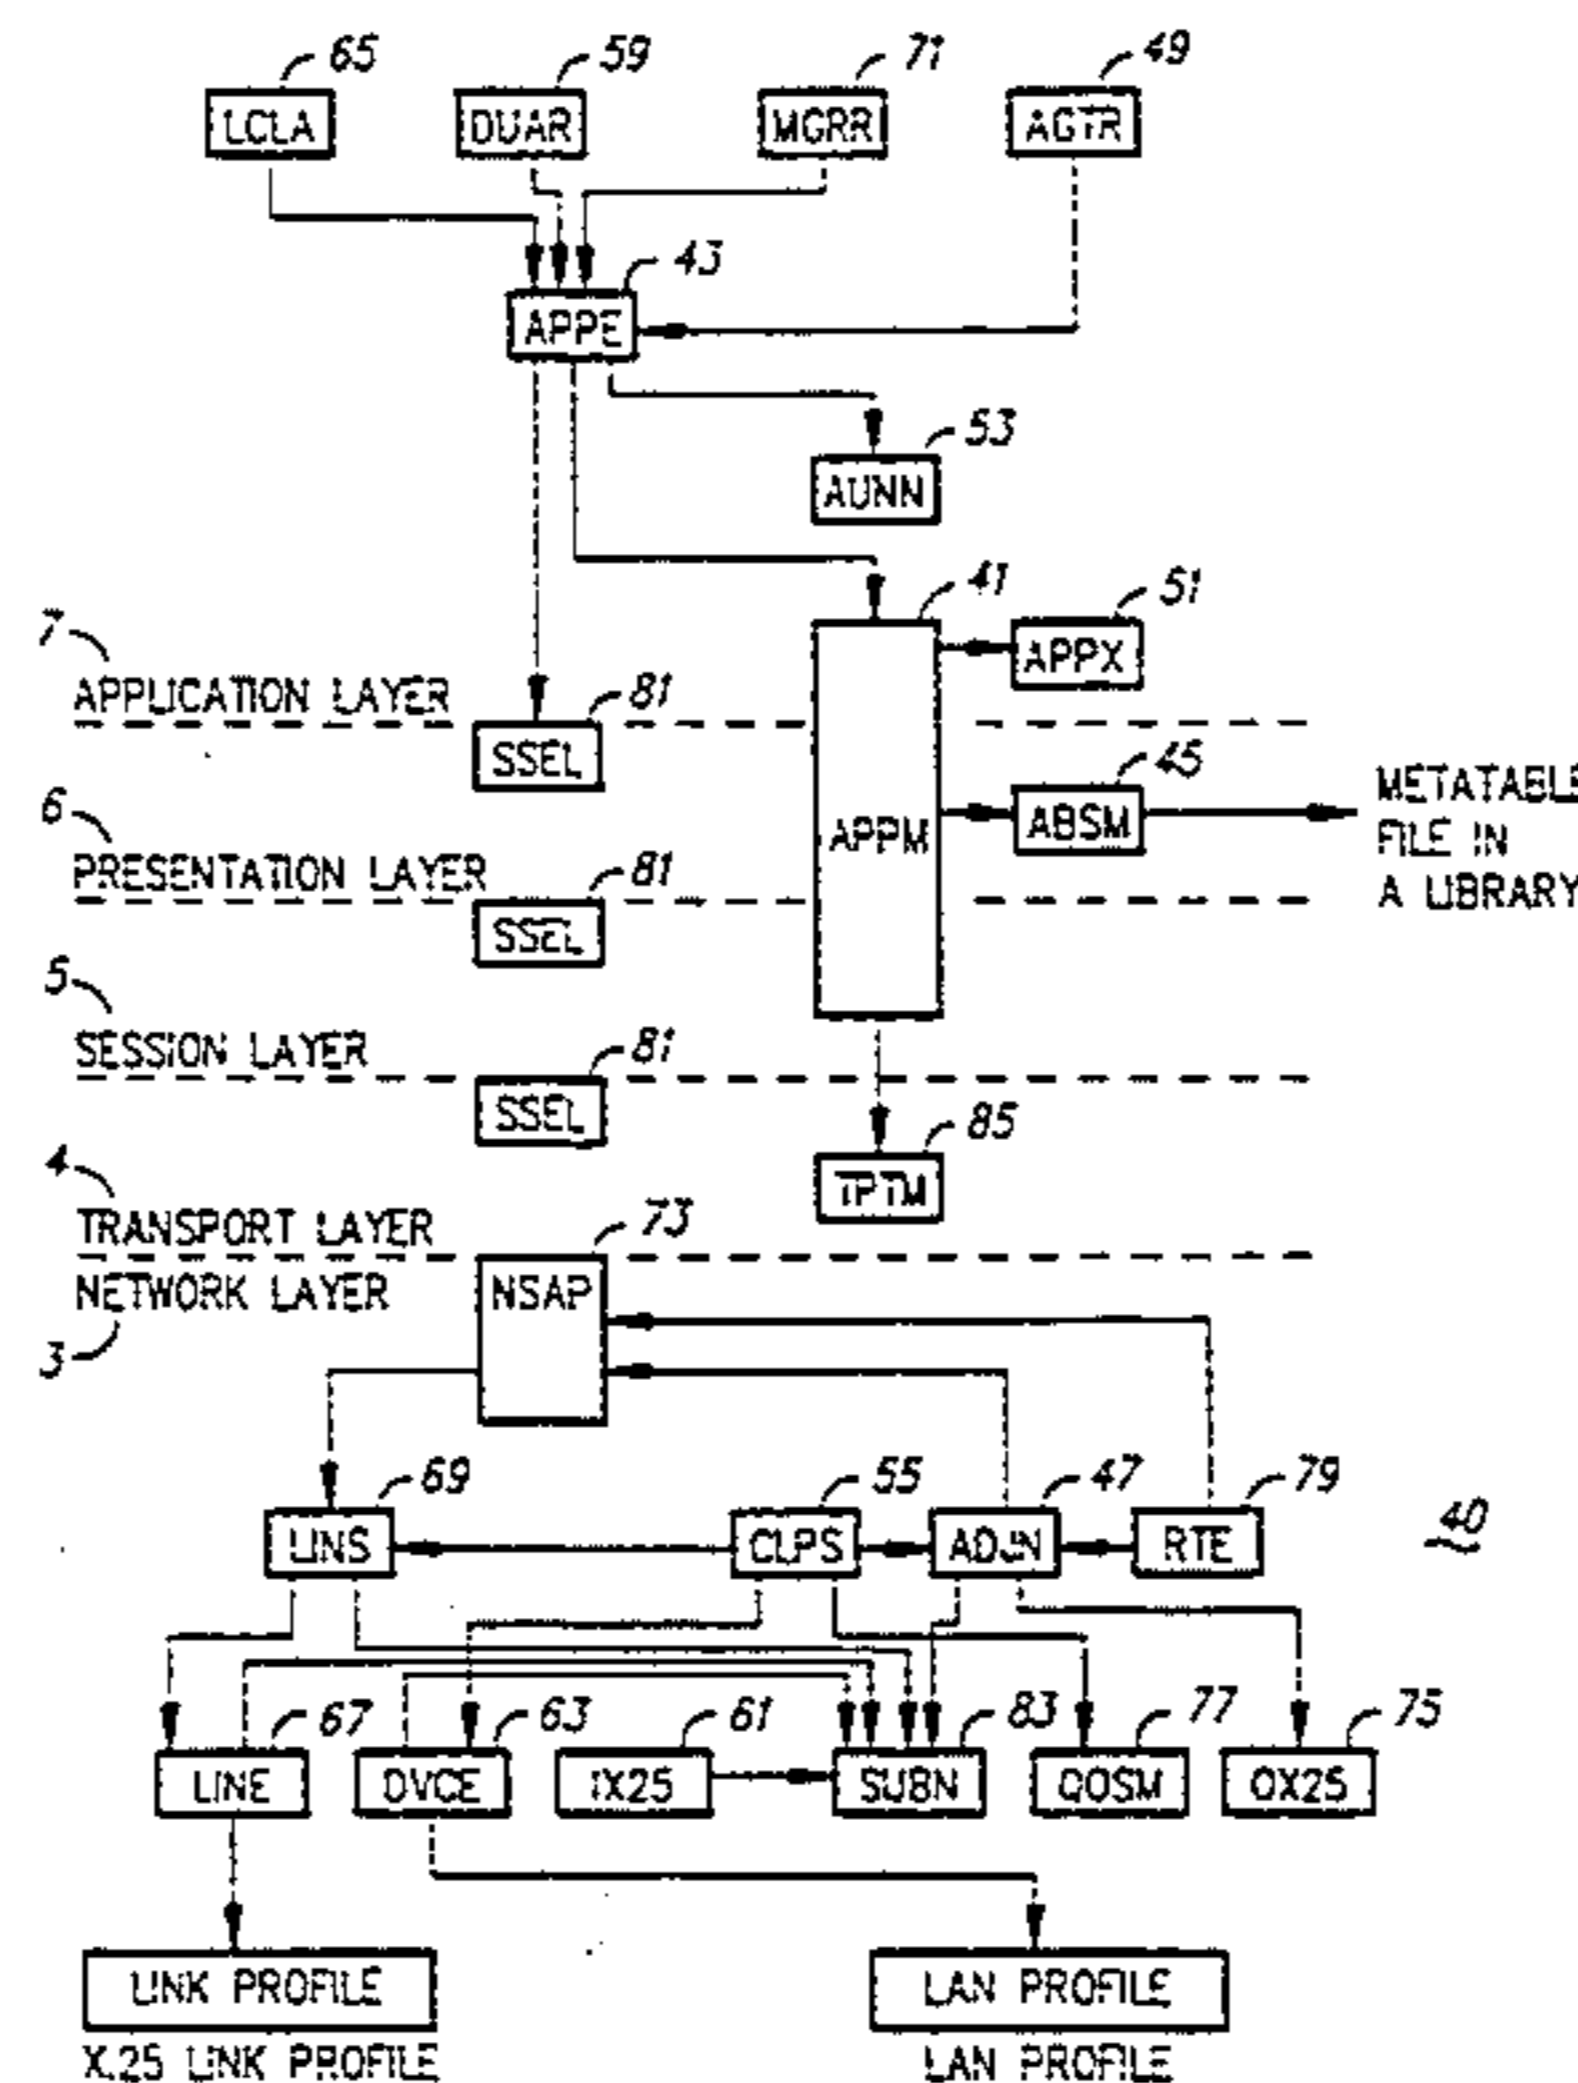 65 59 71 49
LCLA DUAR MGRR AGTR
43
APPE
53
AUNN
41 51
APPX
7
APPLICATION LAYER
81
SSEL
45
ABSM
METATABLE
FILE IN
A LIBRARY
6
APPM
PRESENTATION LAYER
81
SSEL
5
SESSION LAYER
81
SSEL
85
TPTM
4
TRANSPORT LAYER
73
NETWORK LAYER
NSAP
3
69 55 47 79
LINS CLPS ADJN RTE
40
67 63 61 83 77 75
LINE DVCE IX25 SUBN QOSM OX25
LINK PROFILE LAN PROFILE
X.25 LINK PROFILE LAN PROFILE